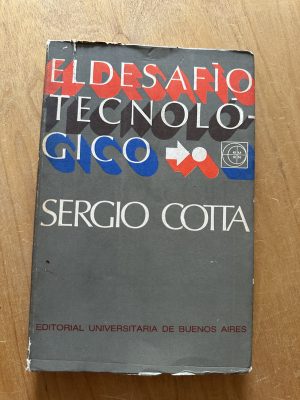 EL DESAFÍO
TECNOLÓ-
GICO
SERGIO COTTA
EDITORIAL UNIVERSITARIA DE BUENOS AIRES